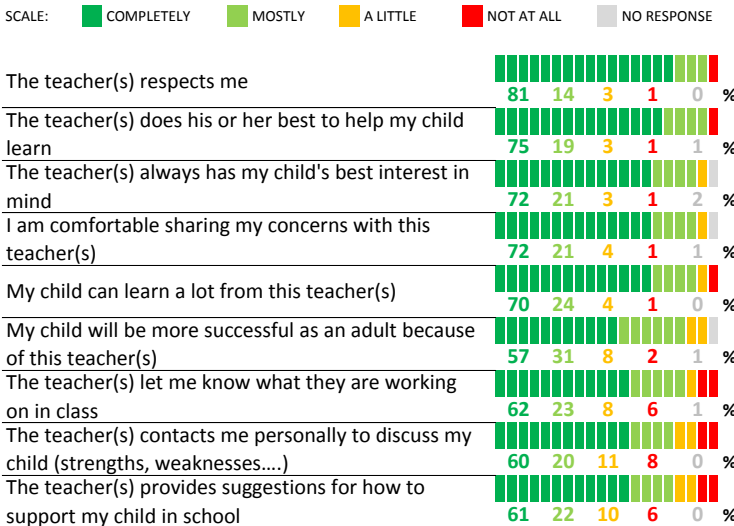 SCALE: COMPLETELY MOSTLY A LITTLE NOT AT ALL NO RESPONSE
The teacher(s) respects me
81 14 3 1 0 %
The teacher(s) does his or her best to help my child
learn
75 19 3 1 1 %
The teacher(s) always has my child's best interest in
mind
72 21 3 1 2 %
I am comfortable sharing my concerns with this
teacher(s)
72 21 4 1 1 %
My child can learn a lot from this teacher(s)
70 24 4 1 0 %
My child will be more successful as an adult because
of this teacher(s)
57 31 8 2 1 %
The teacher(s) let me know what they are working
on in class
62 23 8 6 1 %
The teacher(s) contacts me personally to discuss my
child (strengths, weaknesses....)
60 20 11 8 0 %
The teacher(s) provides suggestions for how to
support my child in school
61 22 10 6 0 %